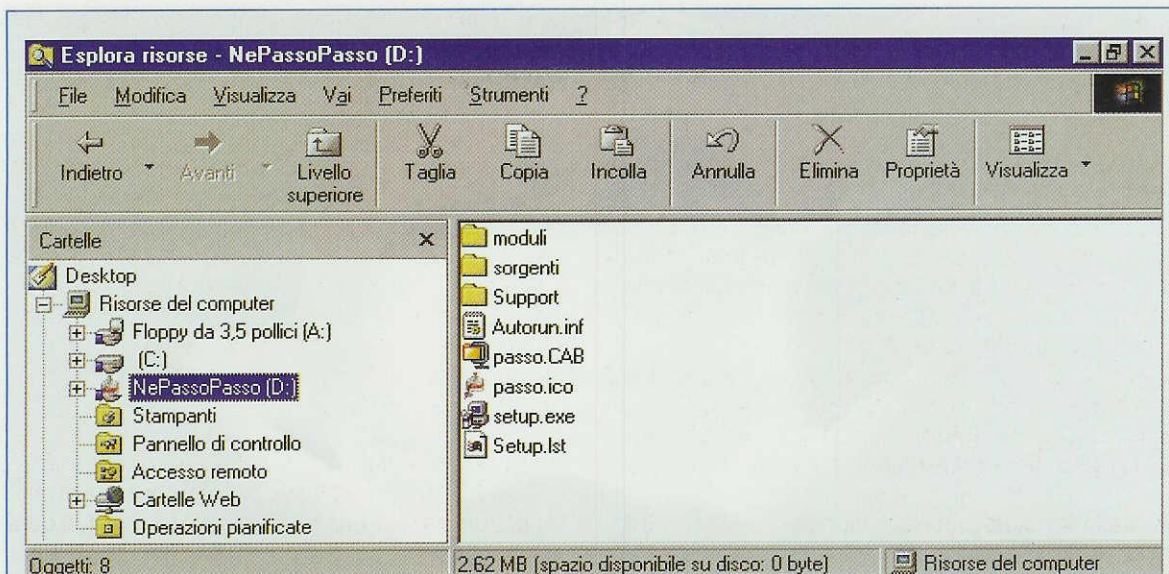 Esplora risorse - NePassoPasso (D:)
File Modifica Visualizza Vai Preferiti Strumenti ?
Indietro Avanti Livello superiore Taglia Copia Incolla Annulla Elimina Proprietà Visualizza
Cartelle
Desktop
Risorse del computer
Floppy da 3,5 pollici (A:)
(C:)
NePassoPasso (D:)
Stampanti
Pannello di controllo
Accesso remoto
Cartelle Web
Operazioni pianificate
moduli
sorgenti
Support
Autorun.inf
passo.CAB
passo.ico
setup.exe
Setup.lst
Oggetti: 8
2,62 MB (spazio disponibile su disco: 0 byte)
Risorse del computer